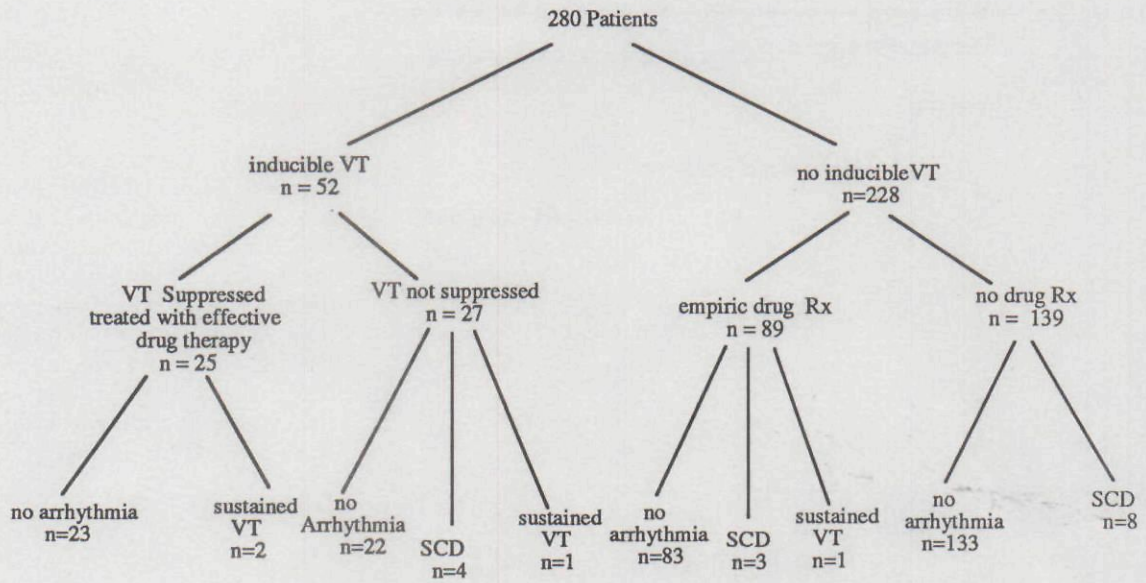 280 Patients
inducible VT
n = 52
no inducible VT
n=228
VT Suppressed
treated with effective
drug therapy
n = 25
VT not suppressed
n = 27
empiric drug Rx
n = 89
no drug Rx
n = 139
no arrhythmia
n=23
sustained
VT
n=2
no
Arrhythmia
n=22
SCD
n=4
sustained
VT
n=1
no
arrhythmia
n=83
SCD
n=3
sustained
VT
n=1
no
arrhythmia
n=133
SCD
n=8